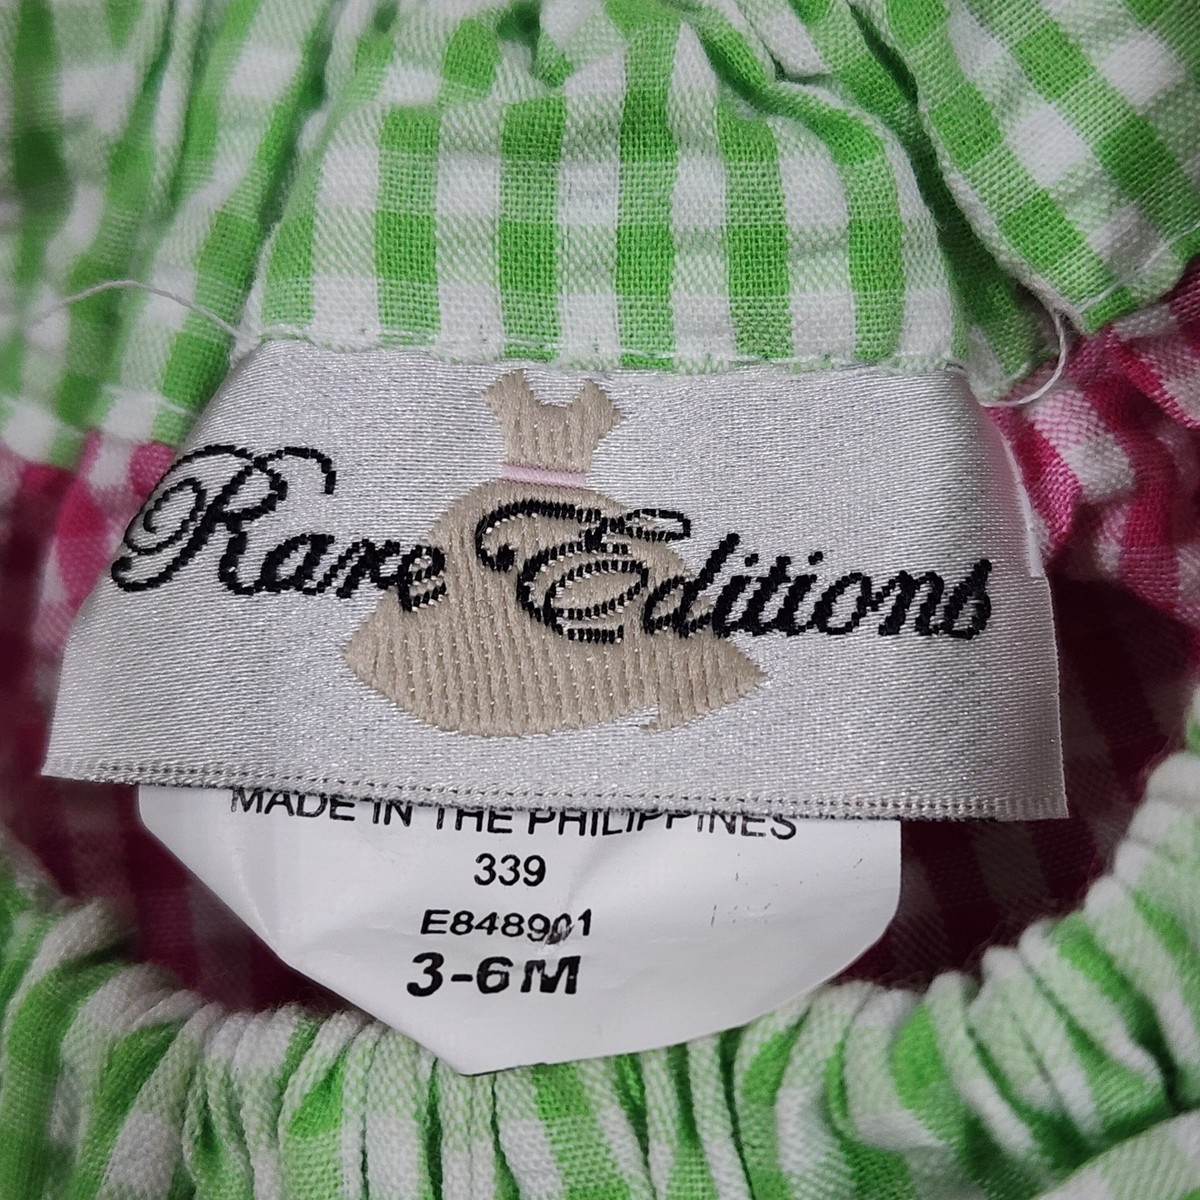 Rare Editions
MADE IN THE PHILIPPINES
339
E848901
3-6M